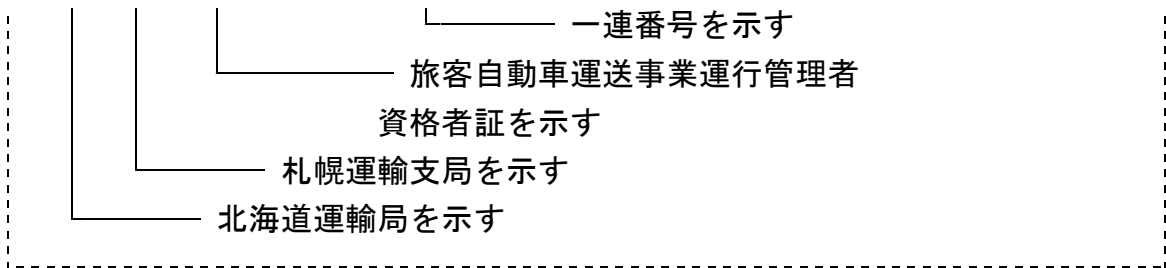 一連番号を示す
旅客自動車運送事業運行管理者
資格者証を示す
札幌運輸支局を示す
北海道運輸局を示す